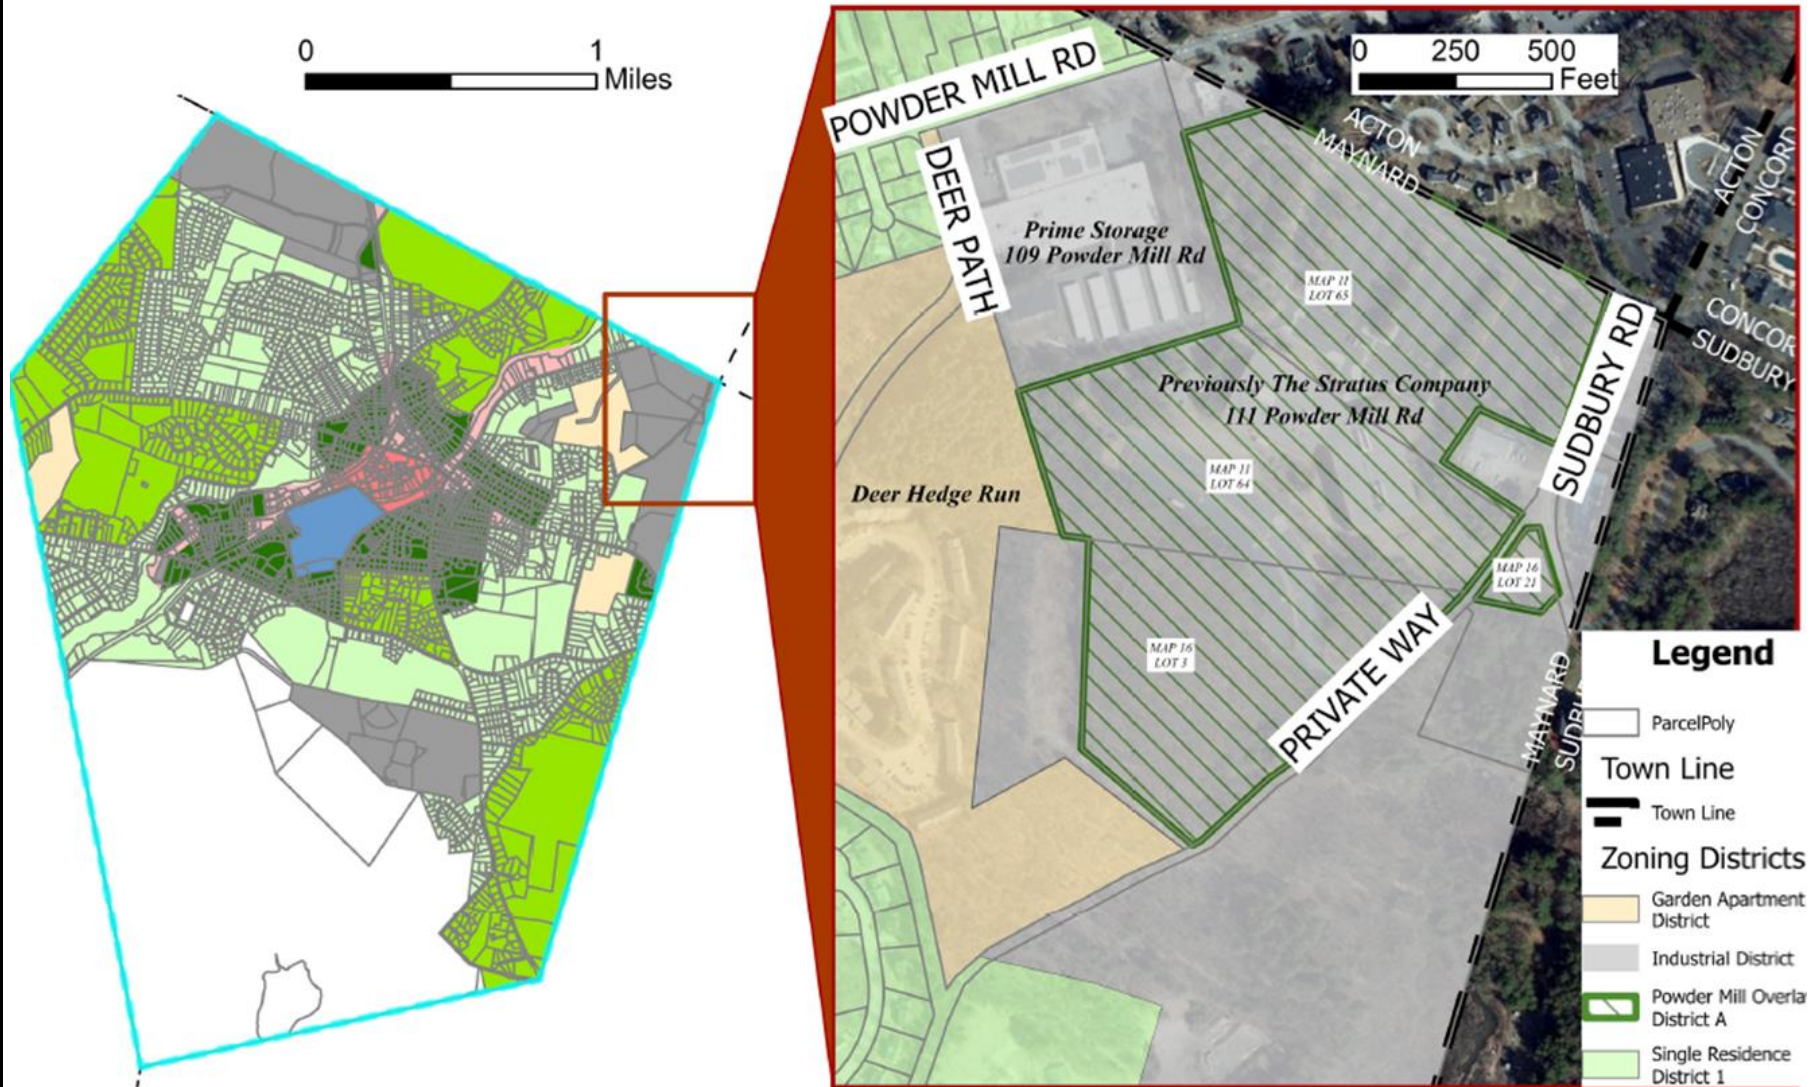 0 1
Miles
0 250 500
Feet
POWDER MILL RD
DEER PATH
ACTON
MAYNARD
ACTON
CONCORD
Prime Storage
109 Powder Mill Rd
MAP 11
LOT 65
SUDBURY RD
CONCOR
SUDBURY
Previously The Stratus Company
111 Powder Mill Rd
MAP 11
LOT 64
Deer Hedge Run
MAP 16
LOT 21
MAP 16
LOT 3
PRIVATE WAY
MAYNARD
SUDBU
Legend
ParcelPoly
Town Line
Town Line
Zoning Districts
Garden Apartment
District
Industrial District
Powder Mill Overla
District A
Single Residence
District 1